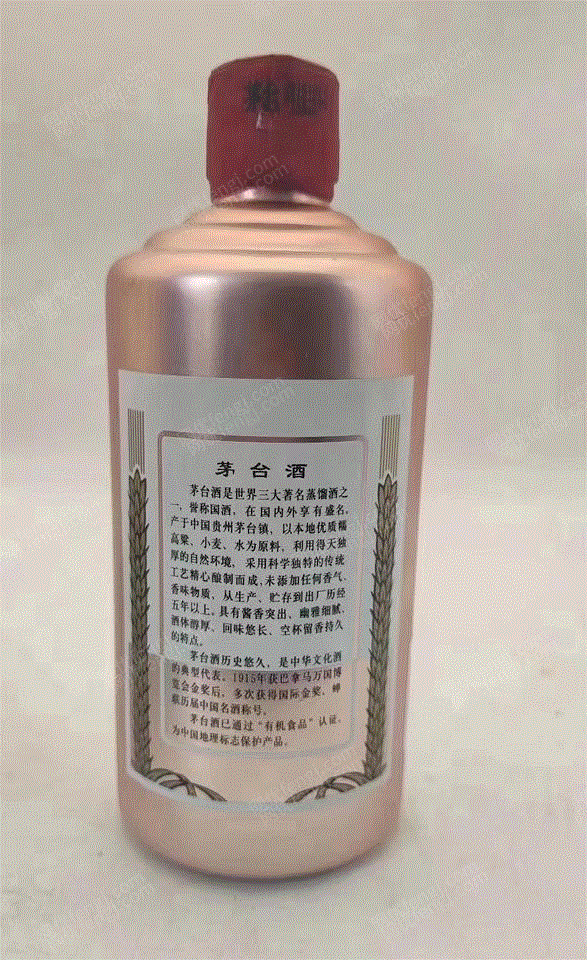 茅台酒
茅台酒是世界三大著名蒸馏酒之
一，誉称国酒，在国内外享有盛名。
产于中国贵州茅台镇，以本地优质糯
高粱、小麦、水为原料，利用得天独
厚的自然环境，采用科学独特的传统
工艺精心酿制而成，未添加任何香气、
香味物质，从生产、贮存到出厂历经
五年以上。具有酱香突出、幽雅细腻、
酒体醇厚、回味悠长、空杯留香持久
的特点。
茅台酒历史悠久，是中华文化酒
的典型代表。1915年获巴拿马万国博
览会金奖后，多次获得国际金奖，蝉
联历届中国名酒称号。
茅台酒已通过“有机食品”认证，
为中国地理标志保护产品。